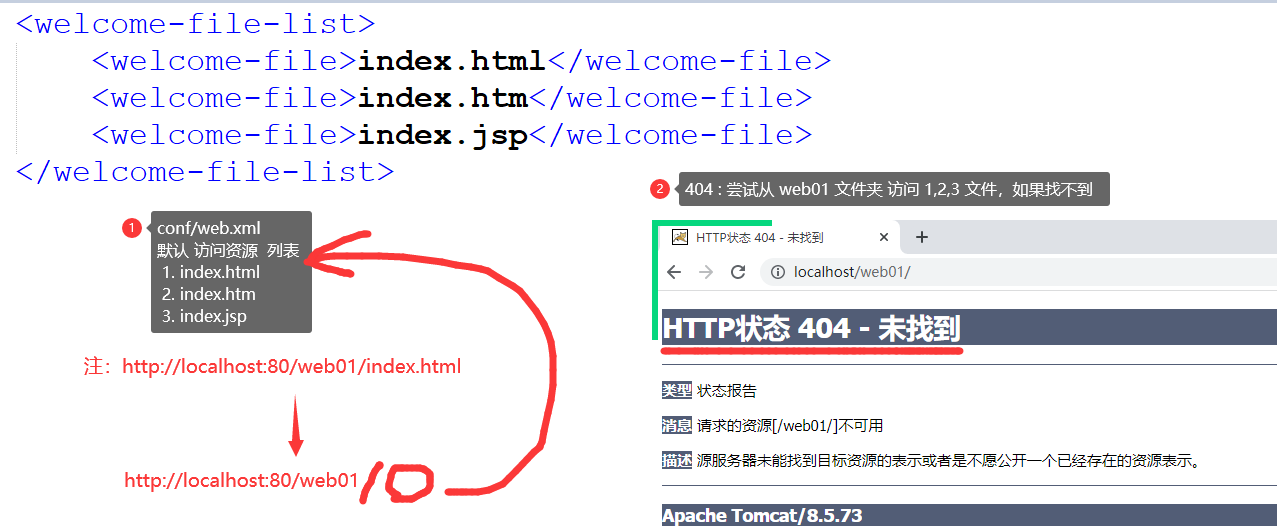 <welcome-file-list>
<welcome-file>index.html</welcome-file>
<welcome-file>index.htm</welcome-file>
<welcome-file>index.jsp</welcome-file>
</welcome-file-list>
1
conf/web.xml
默认 访问资源 列表
1. index.html
2. index.htm
3. index.jsp
注：http://localhost:80/web01/index.html
http://localhost:80/web01/
2
404 : 尝试从 web01 文件夹 访问 1,2,3 文件，如果找不到
HTTP状态 404 - 未找到
localhost/web01/
HTTP状态 404 - 未找到
类型 状态报告
消息 请求的资源[/web01/]不可用
描述 源服务器未能找到目标资源的表示或者是不愿公开一个已经存在的资源表示。
Apache Tomcat/8.5.73